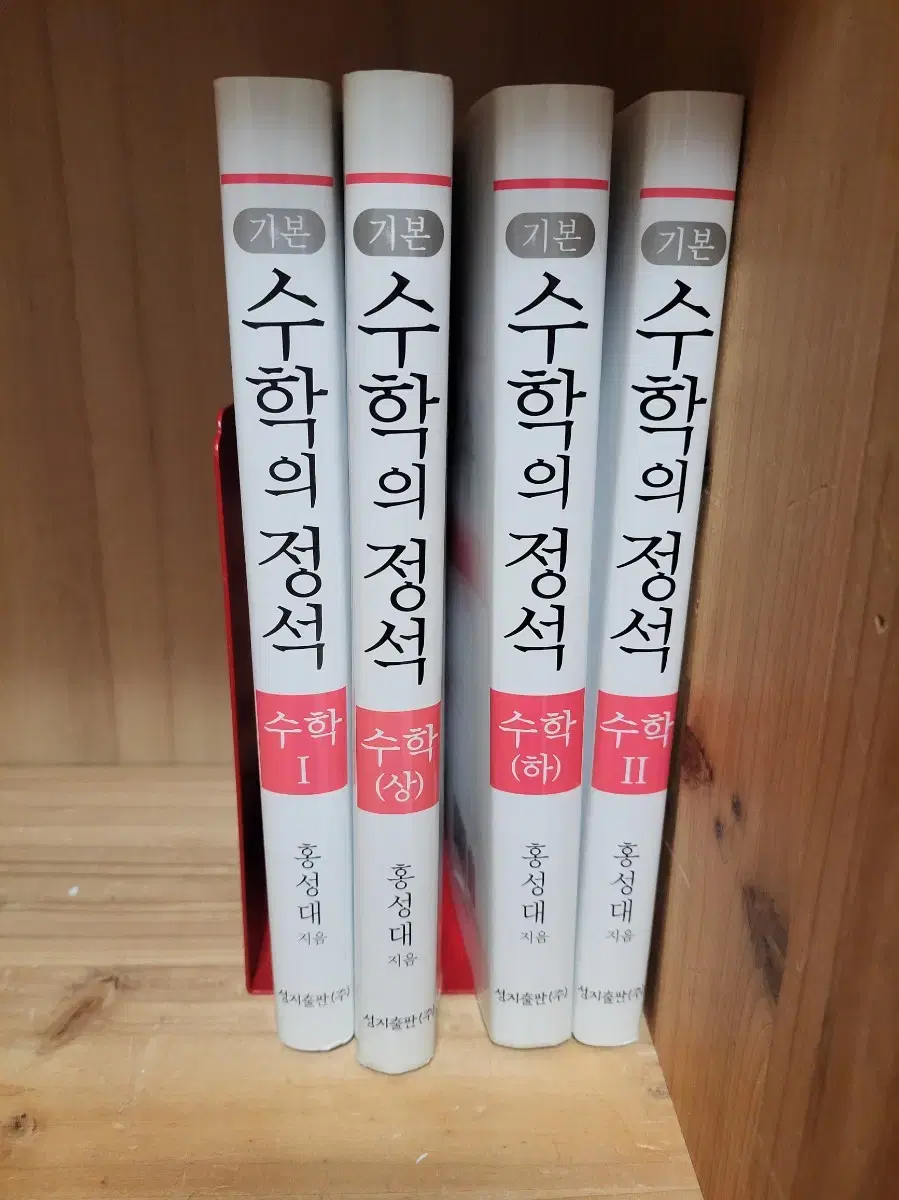 기본
수학의 정석
수학
I
홍성대
지음
성지출판(주)
기본
수학의 정석
수학
(상)
홍성대
지음
성지출판(주)
기본
수학의 정석
수학
(하)
홍성대
지음
성지출판(주)
기본
수학의 정석
수학
II
홍성대
지음
성지출판(주)